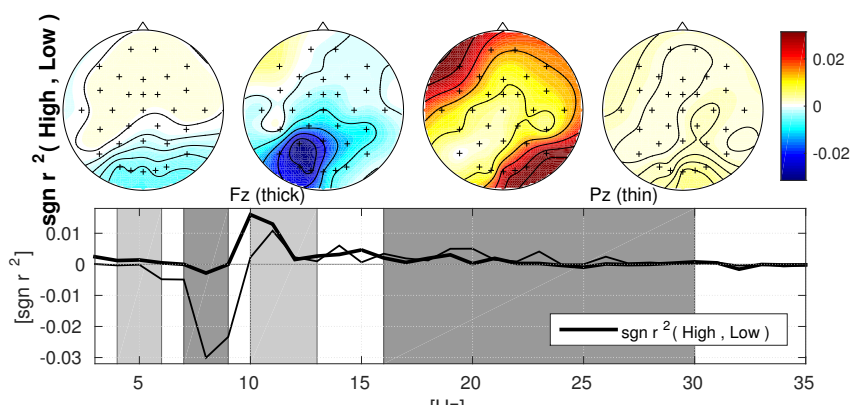 sgn r 2 ( High , Low )
0.02
0
-0.02
Fz (thick)
Pz (thin)
[sgn r 2 ]
0.01
0
-0.01
-0.02
-0.03
sgn r 2 ( High , Low )
5 10 15 20 25 30 35
[Hz]